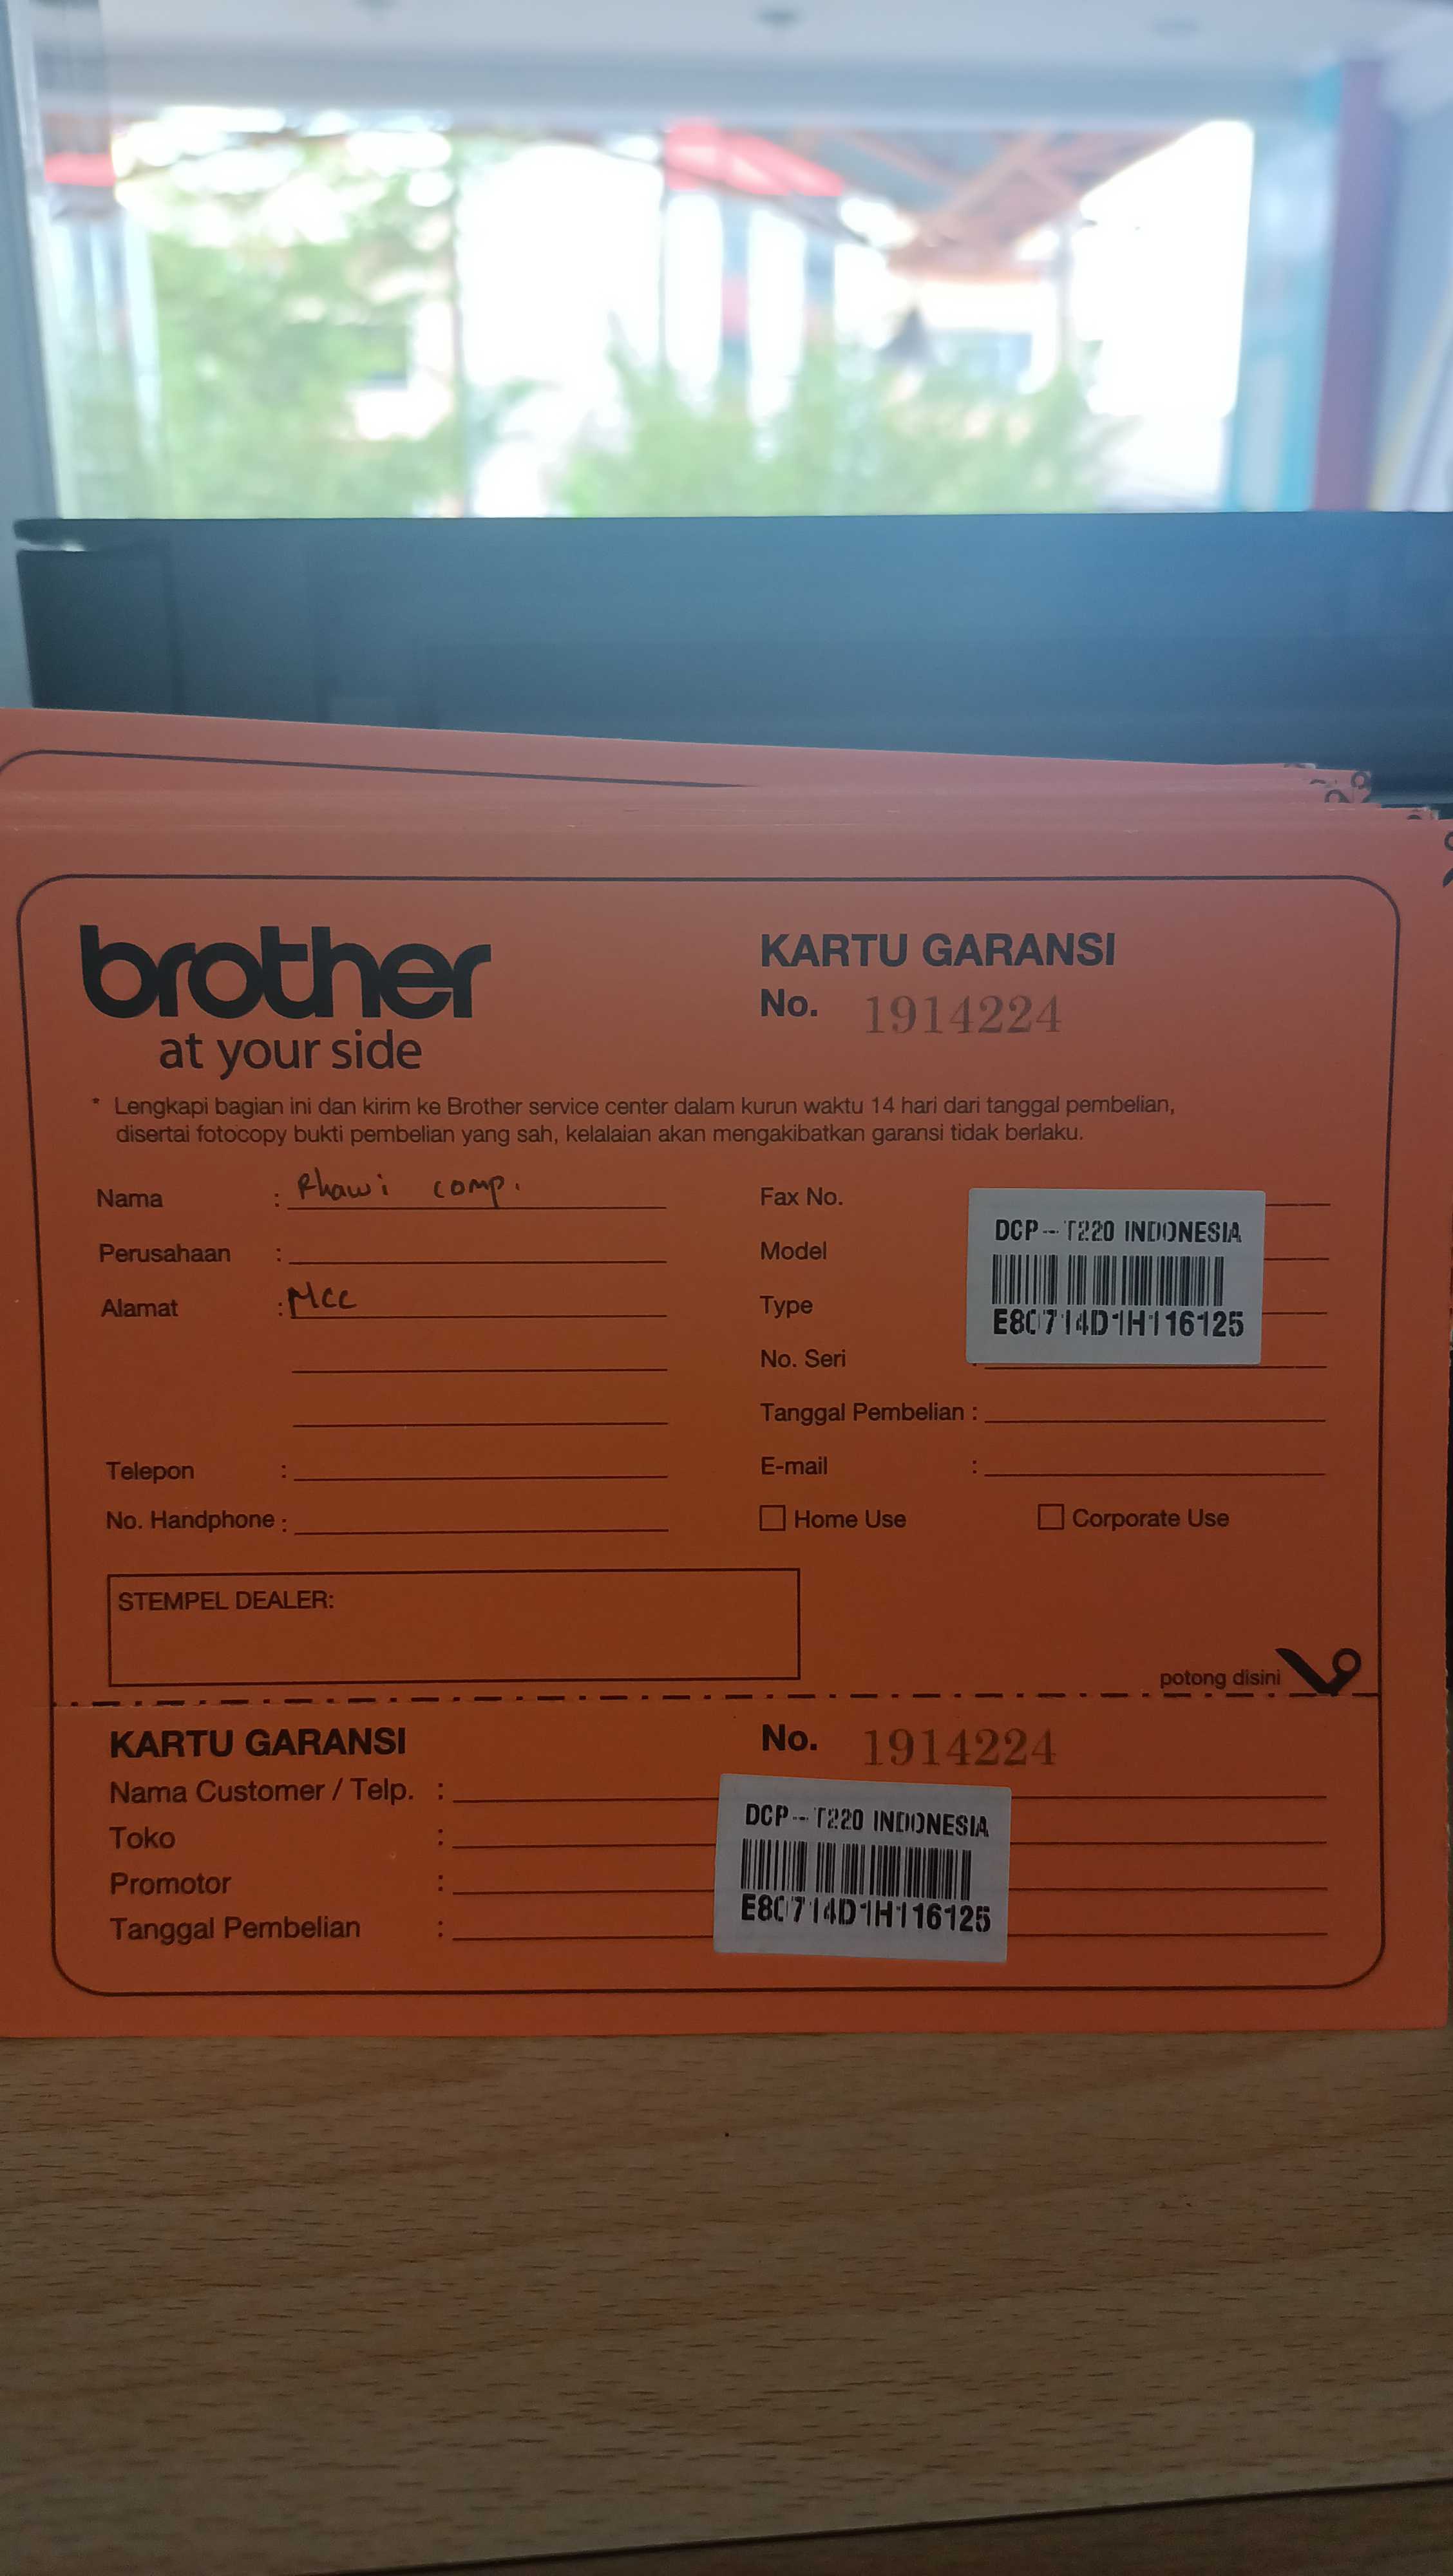 brother
at your side
KARTU GARANSI
No. 1914224
* Lengkapi bagian ini dan kirim ke Brother service center dalam kurun waktu 14 hari dari tanggal pembelian,
disertai fotocopy bukti pembelian yang sah, kelalaian akan mengakibatkan garansi tidak berlaku.
Nama : Rhawi comp.
Perusahaan :
Alamat : MCC
Telepon :
No. Handphone :
Fax No.
Model
Type
No. Seri :
DCP-T220 INDONESIA
E80714D1H116125
Tanggal Pembelian :
E-mail :
Home Use
Corporate Use
STEMPEL DEALER:
potong disini
KARTU GARANSI
No. 1914224
Nama Customer / Telp. :
Toko :
Promotor :
Tanggal Pembelian :
DCP-T220 INDONESIA
E80714D1H116125